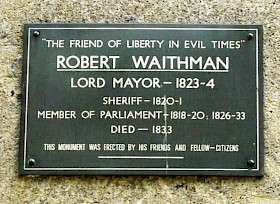 "THE FRIEND OF LIBERTY IN EVIL TIMES"
ROBERT WAITHMAN
LORD MAYOR - 1823-4
SHERIFF - 1820-1
MEMBER OF PARLIAMENT - 1818-20; 1826-33
DIED - 1833
THIS MONUMENT WAS ERECTED BY HIS FRIENDS AND FELLOW-CITIZENS